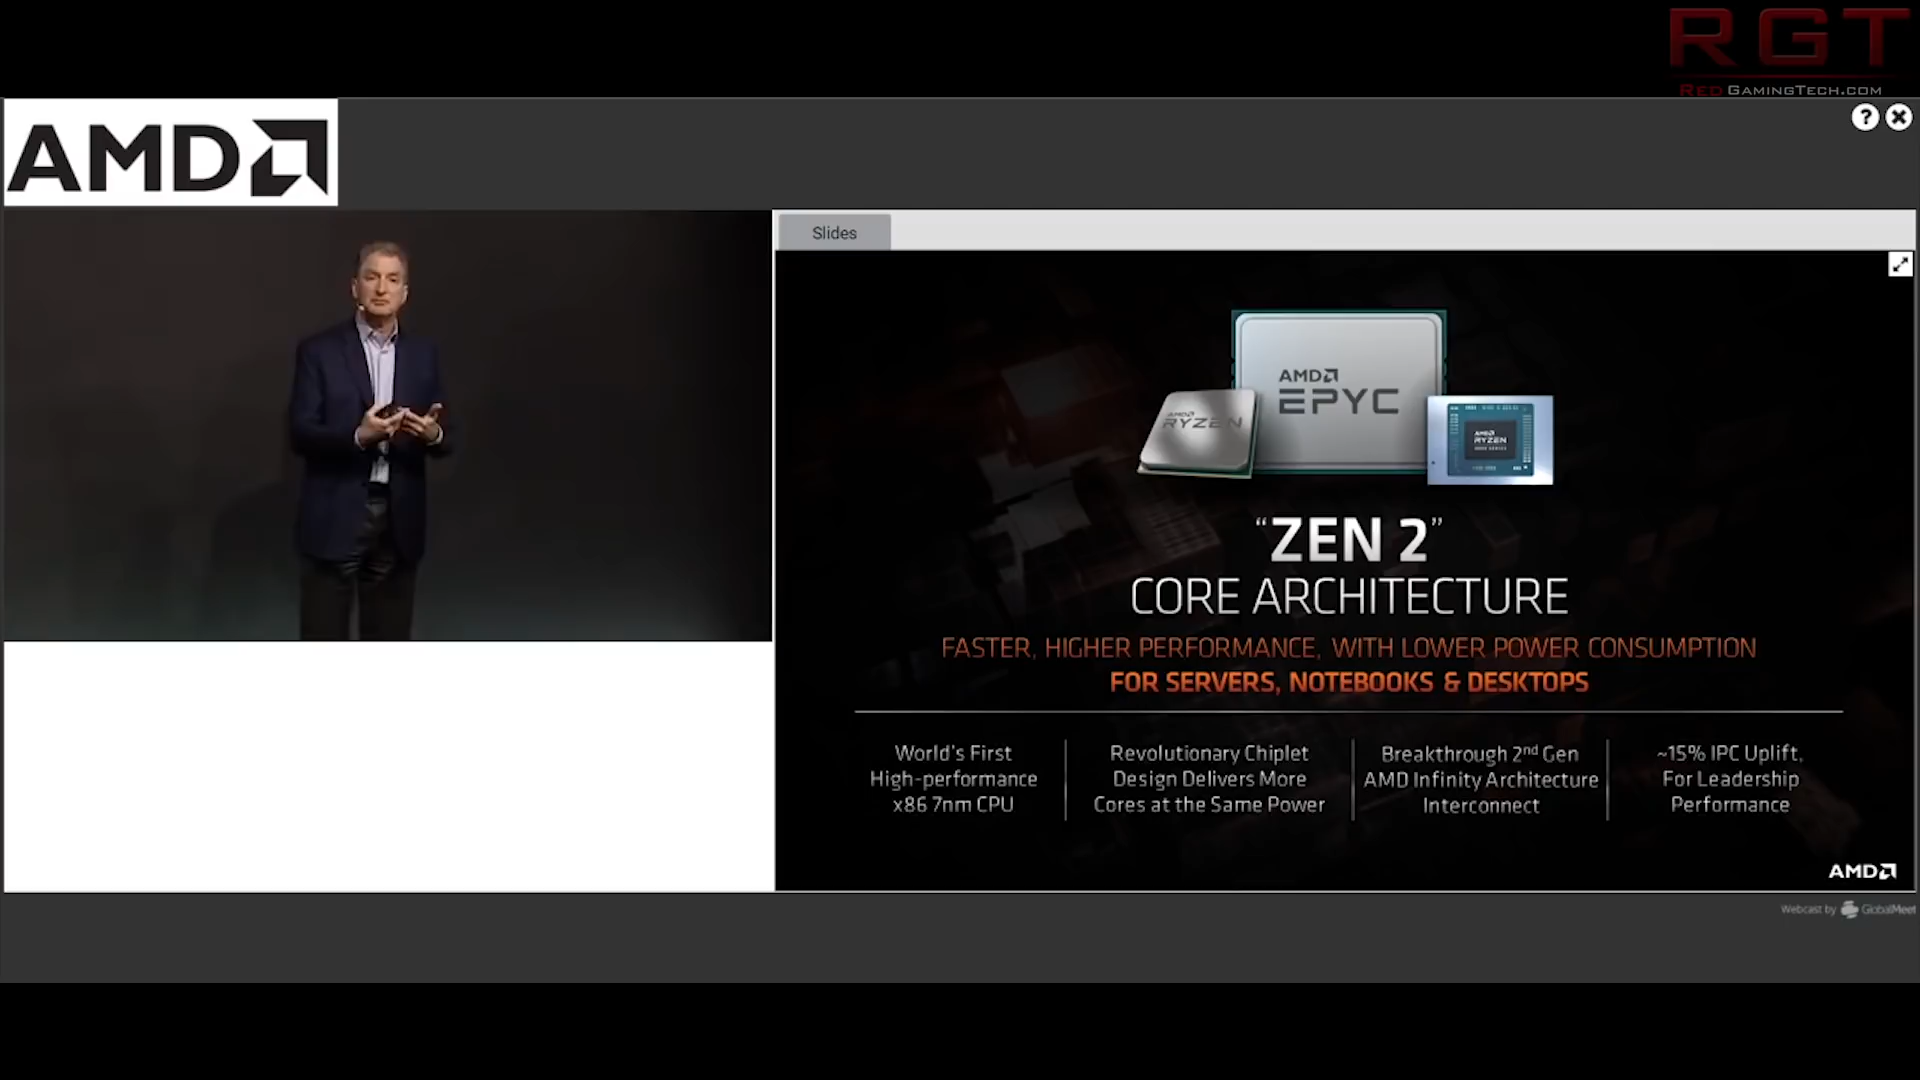 RGT
RedGamingTech.com
AMD
? 
Slides
AMD
EPYC
AMD
RYZEN
AMD
RYZEN
“ZEN 2”
CORE ARCHITECTURE
FASTER, HIGHER PERFORMANCE, WITH LOWER POWER CONSUMPTION
FOR SERVERS, NOTEBOOKS & DESKTOPS
World's First
High-performance
x86 7nm CPU
Revolutionary Chiplet
Design Delivers More
Cores at the Same Power
Breakthrough 2nd Gen
AMD Infinity Architecture
Interconnect
~15% IPC Uplift,
For Leadership
Performance
AMD
Webcast by GlobalMeet